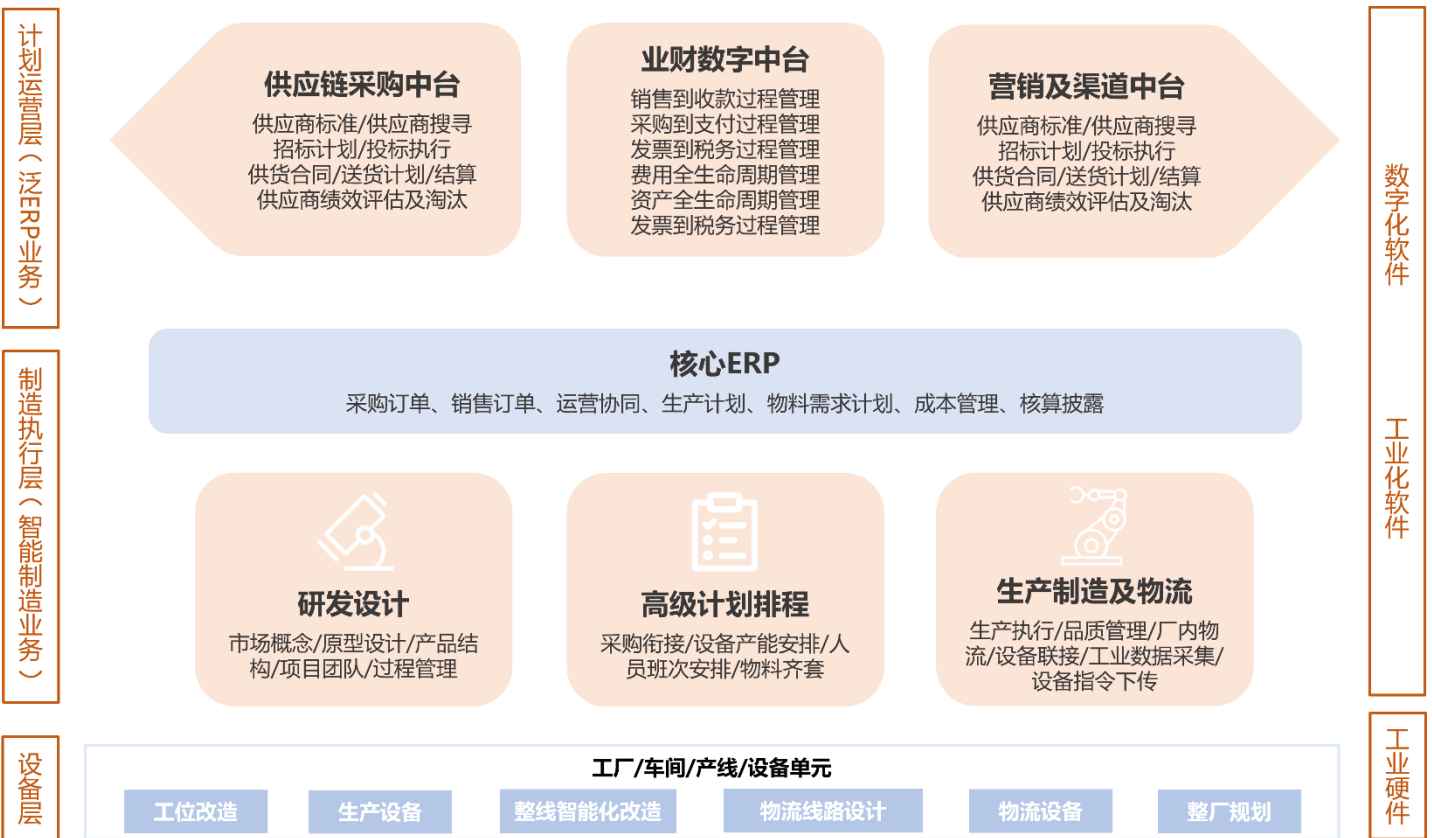 计划运营层（泛ERP业务）
供应链采购中台
供应商标准/供应商搜寻
招标计划/投标执行
供货合同/送货计划/结算
供应商绩效评估及淘汰
业财数字中台
销售到收款过程管理
采购到支付过程管理
发票到税务过程管理
费用全生命周期管理
资产全生命周期管理
发票到税务过程管理
营销及渠道中台
供应商标准/供应商搜寻
招标计划/投标执行
供货合同/送货计划/结算
供应商绩效评估及淘汰
数字化软件
核心ERP
采购订单、销售订单、运营协同、生产计划、物料需求计划、成本管理、核算披露
制造执行层（智能制造业务）
研发设计
市场概念/原型设计/产品结
构/项目团队/过程管理
高级计划排程
采购衔接/设备产能安排/人
员班次安排/物料齐套
生产制造及物流
生产执行/品质管理/厂内物
流/设备联接/工业数据采集/
设备指令下传
工业化软件
设备层
工厂/车间/产线/设备单元
工位改造
生产设备
整线智能化改造
物流线路设计
物流设备
整厂规划
工业硬件